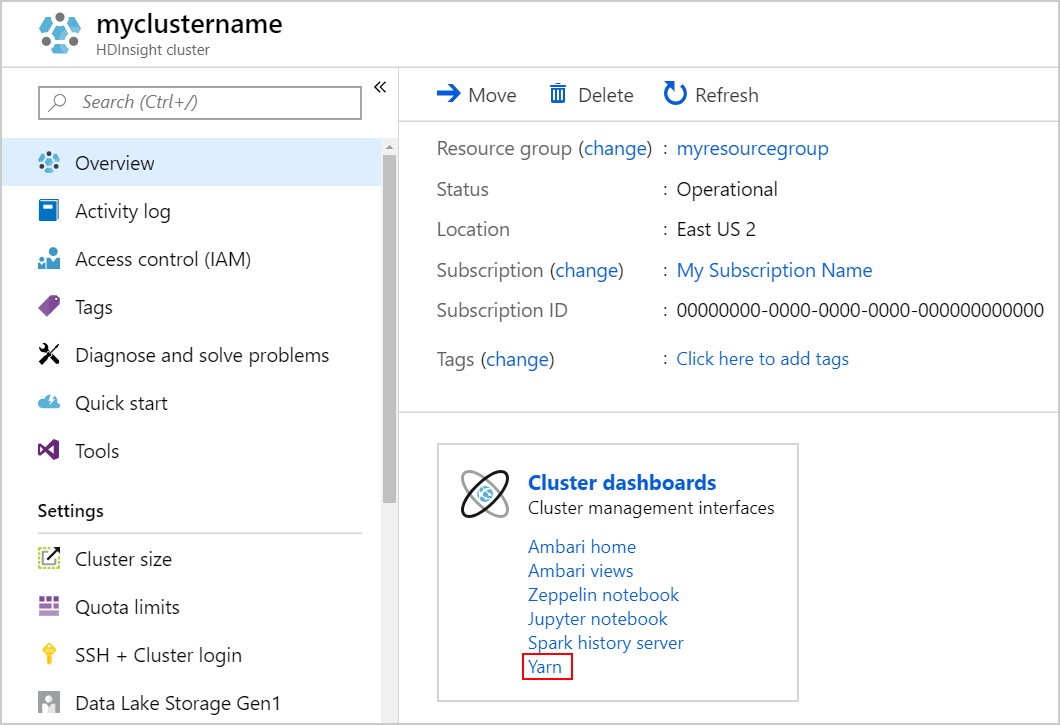 myclustername
HDInsight cluster
Search (Ctrl+/)
«
Overview
Activity log
Access control (IAM)
Tags
Diagnose and solve problems
Quick start
Tools
Settings
Cluster size
Quota limits
SSH + Cluster login
Data Lake Storage Gen1
Move Delete Refresh
Resource group (change) : myresourcegroup
Status : Operational
Location : East US 2
Subscription (change) : My Subscription Name
Subscription ID : 00000000-0000-0000-0000-000000000000
Tags (change) : Click here to add tags
Cluster dashboards
Cluster management interfaces
Ambari home
Ambari views
Zeppelin notebook
Jupyter notebook
Spark history server
Yarn